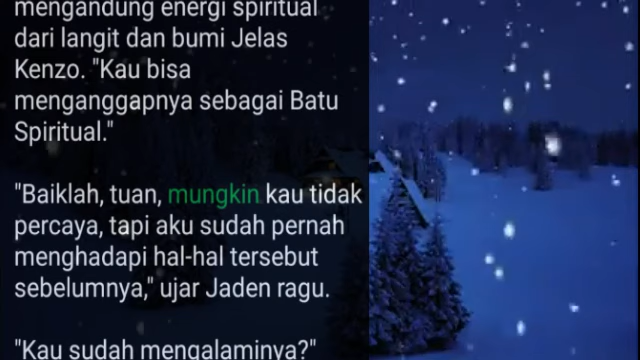 mengandung energi spiritual
dari langit dan bumi Jelas
Kenzo. "Kau bisa
menganggapnya sebagai Batu
Spiritual."
"Baiklah, tuan, mungkin kau tidak
percaya, tapi aku sudah pernah
menghadapi hal-hal tersebut
sebelumnya," ujar Jaden ragu.
"Kau sudah mengalaminya?"